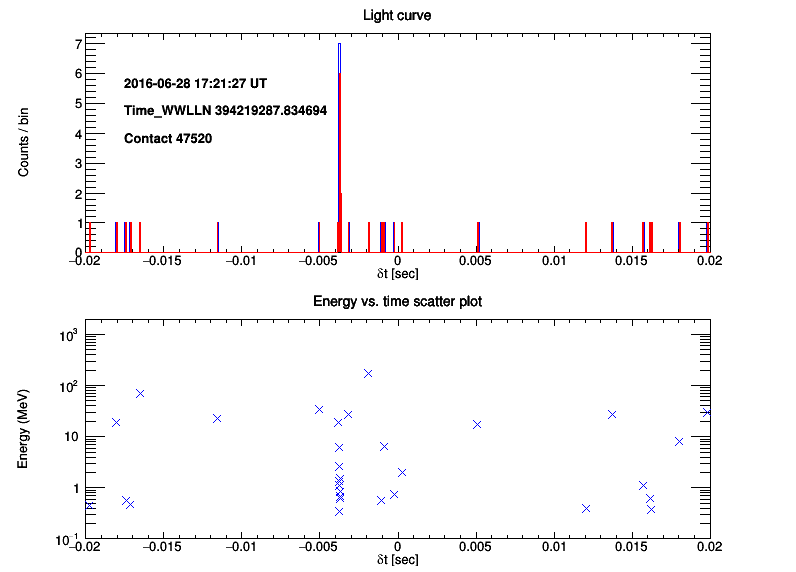 Light curve
Counts / bin
7
6
5
4
3
2
1
0
2016-06-28 17:21:27 UT
Time_WWLLN 394219287.834694
Contact 47520
−0.02 −0.015 −0.01 −0.005 0 0.005 0.01 0.015 0.02
δt [sec]
Energy vs. time scatter plot
Energy (MeV)
10³
10²
10
1
10⁻¹
−0.02 −0.015 −0.01 −0.005 0 0.005 0.01 0.015 0.02
δt [sec]